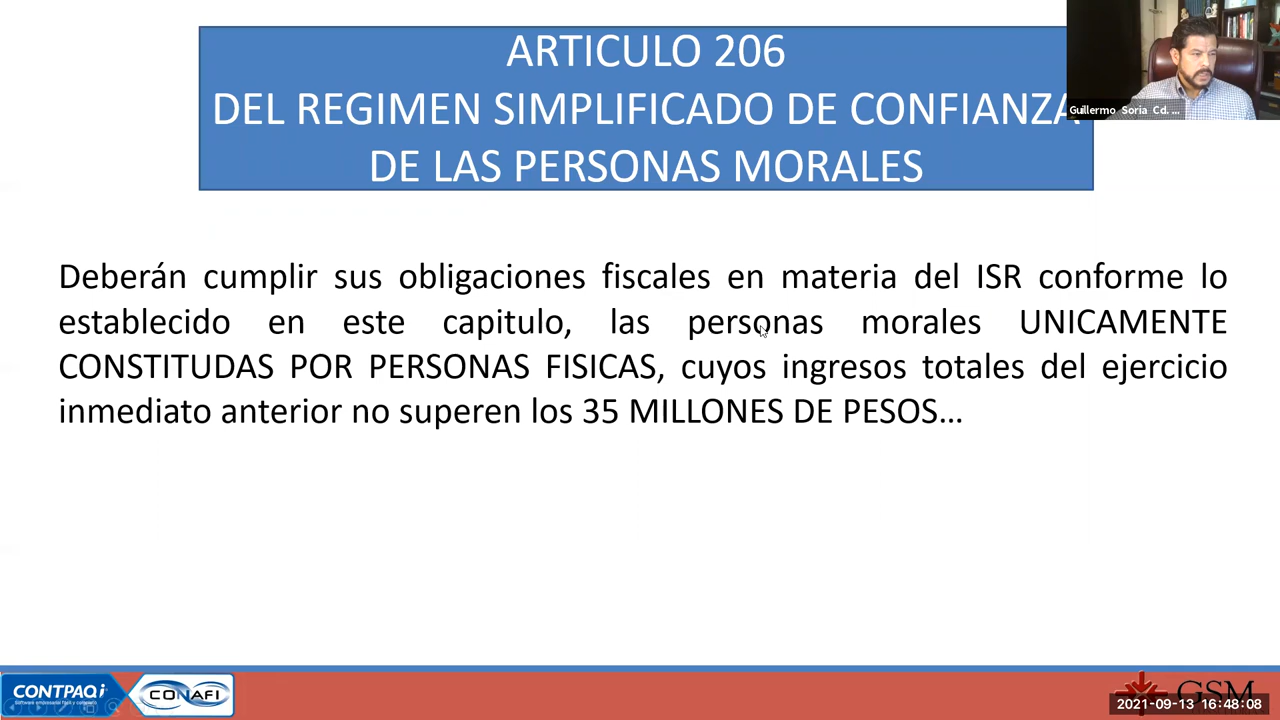 ARTICULO 206
DEL REGIMEN SIMPLIFICADO DE CONFIANZA
DE LAS PERSONAS MORALES
Guillermo Soria Cd. ...
Deberán cumplir sus obligaciones fiscales en materia del ISR conforme lo
establecido en este capitulo, las personas morales UNICAMENTE
CONSTITUDAS POR PERSONAS FISICAS, cuyos ingresos totales del ejercicio
inmediato anterior no superen los 35 MILLONES DE PESOS...
CONTPAQi
CONAFI
GSM
2021-09-13 16:48:08